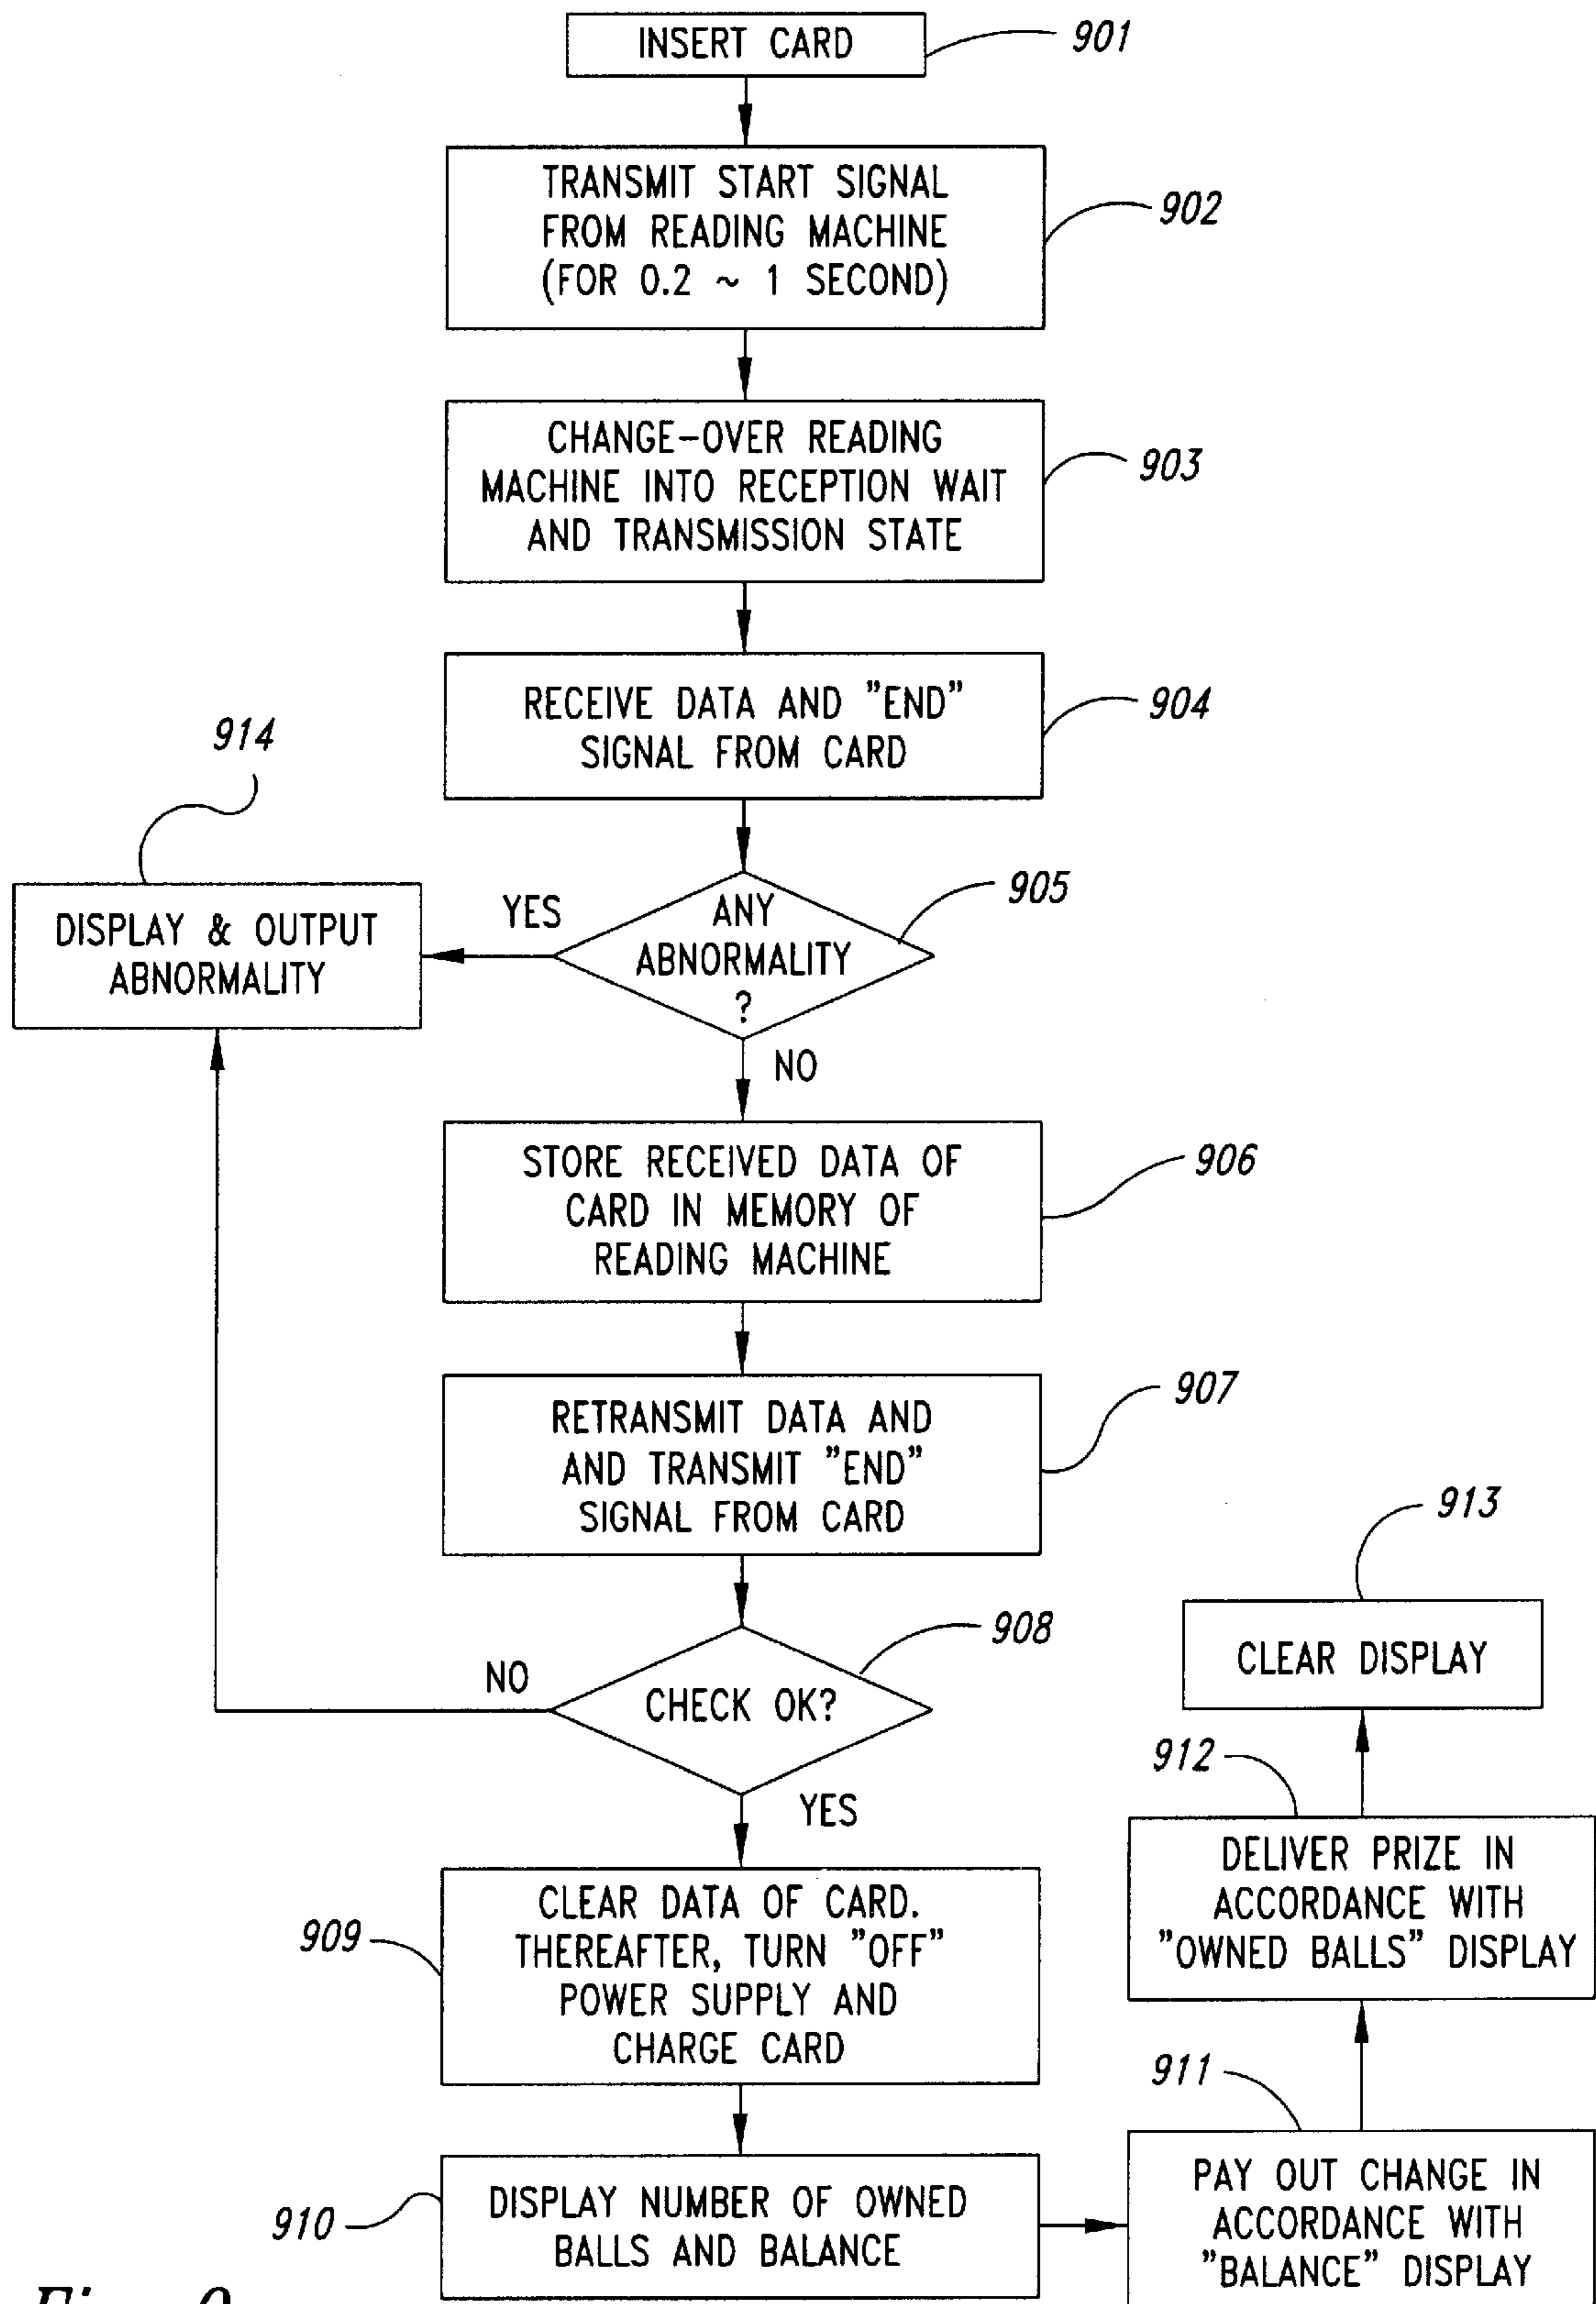 INSERT CARD
901
TRANSMIT START SIGNAL
FROM READING MACHINE
(FOR 0.2 ~ 1 SECOND)
902
CHANGE-OVER READING
MACHINE INTO RECEPTION WAIT
AND TRANSMISSION STATE
903
RECEIVE DATA AND "END"
SIGNAL FROM CARD
904
914
DISPLAY & OUTPUT
ABNORMALITY
YES
ANY
ABNORMALITY
?
905
NO
STORE RECEIVED DATA OF
CARD IN MEMORY OF
READING MACHINE
906
RETRANSMIT DATA AND
AND TRANSMIT "END"
SIGNAL FROM CARD
907
NO
CHECK OK?
908
YES
909
CLEAR DATA OF CARD.
THEREAFTER, TURN "OFF"
POWER SUPPLY AND
CHARGE CARD
910
DISPLAY NUMBER OF OWNED
BALLS AND BALANCE
911
PAY OUT CHANGE IN
ACCORDANCE WITH
"BALANCE" DISPLAY
912
DELIVER PRIZE IN
ACCORDANCE WITH
"OWNED BALLS" DISPLAY
913
CLEAR DISPLAY